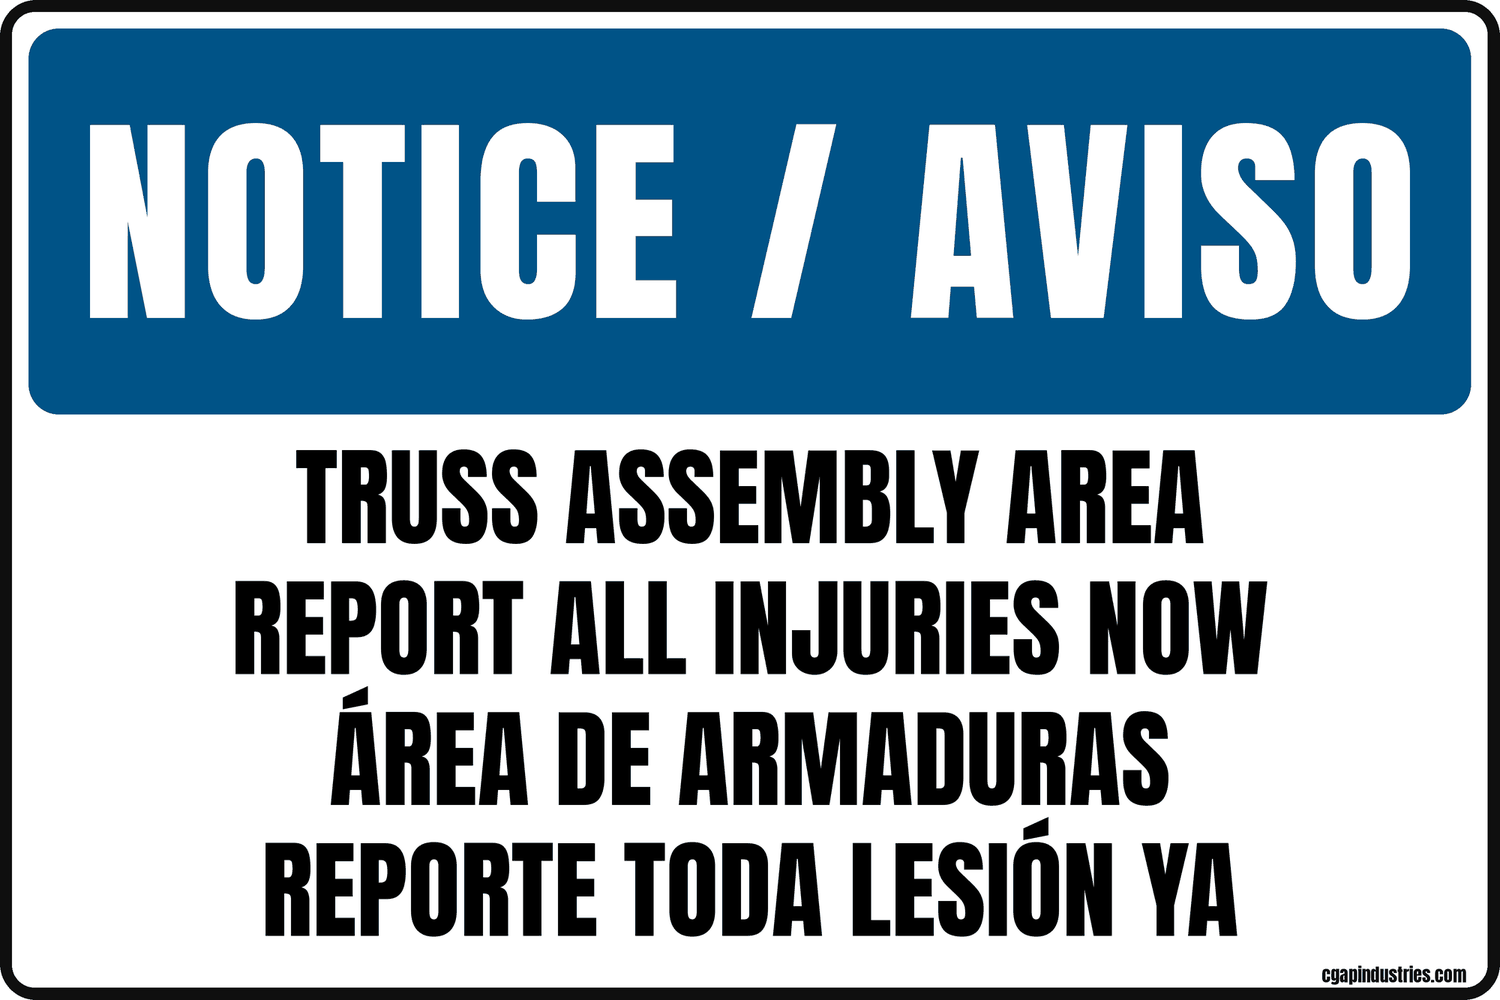 NOTICE / AVISO
TRUSS ASSEMBLY AREA
REPORT ALL INJURIES NOW
ÁREA DE ARMADURAS
REPORTE TODA LESIÓN YA
cgapindustries.com